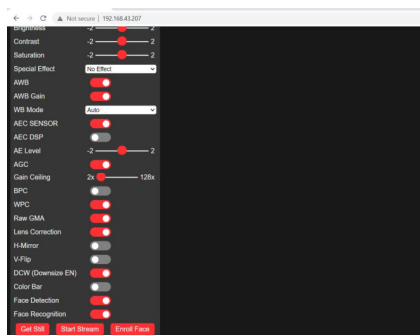 Not secure | 192.168.43.207
Brightness -2 2
Contrast -2 2
Saturation -2 2
Special Effect No Effect
AWB
AWB Gain
WB Mode Auto
AEC SENSOR
AEC DSP
AE Level -2 2
AGC
Gain Ceiling 2x 128x
BPC
WPC
Raw GMA
Lens Correction
H-Mirror
V-Flip
DCW (Downsize EN)
Color Bar
Face Detection
Face Recognition
Get Still Start Stream Enroll Face